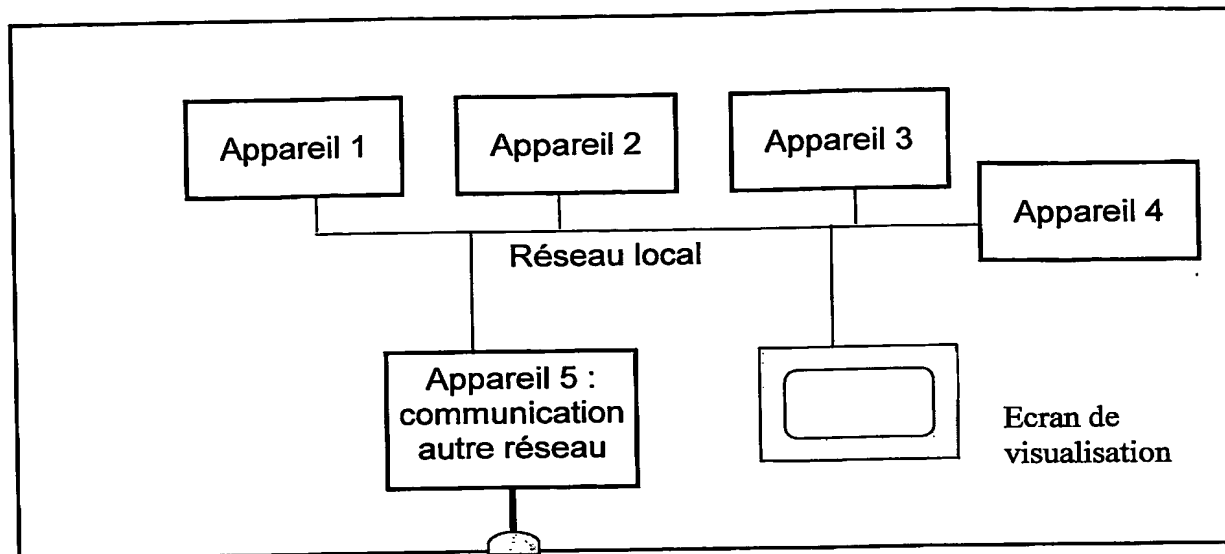 Appareil 1
Appareil 2
Appareil 3
Appareil 4
Réseau local
Appareil 5 :
communication
autre réseau
Ecran de
visualisation